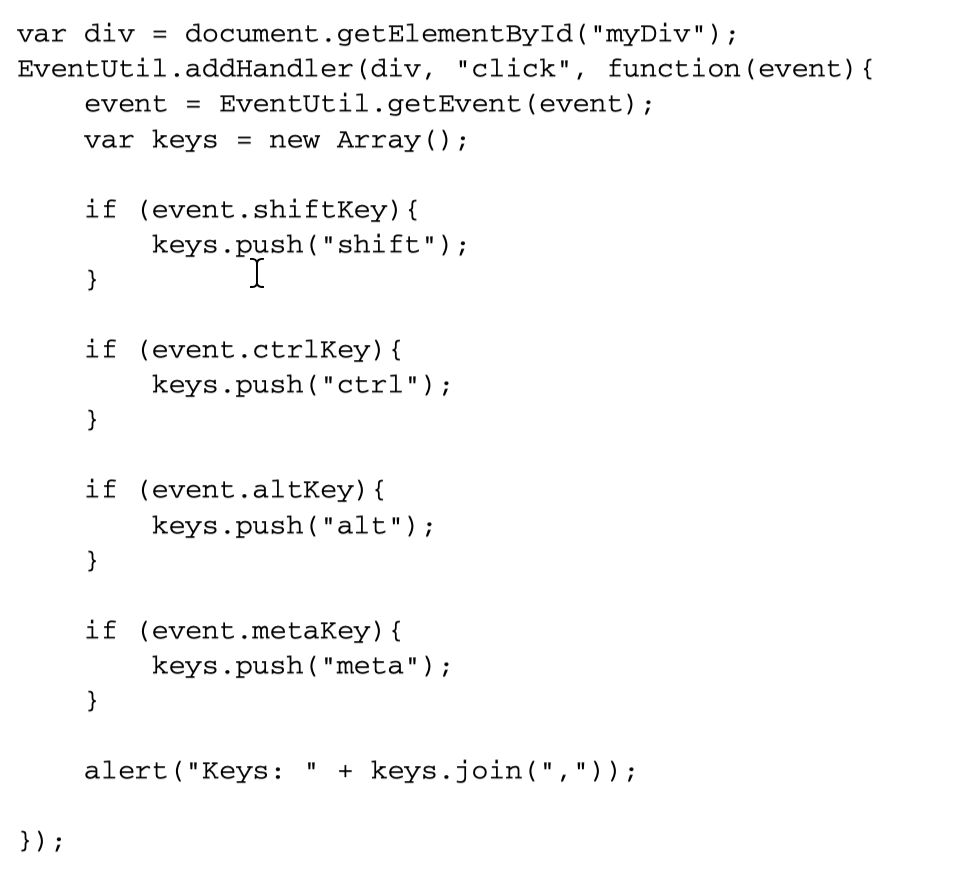 var div = document.getElementById("myDiv");
EventUtil.addHandler(div, "click", function(event){
    event = EventUtil.getEvent(event);
    var keys = new Array();

    if (event.shiftKey){
        keys.push("shift");
    }

    if (event.ctrlKey){
        keys.push("ctrl");
    }

    if (event.altKey){
        keys.push("alt");
    }

    if (event.metaKey){
        keys.push("meta");
    }

    alert("Keys: " + keys.join(","));

});